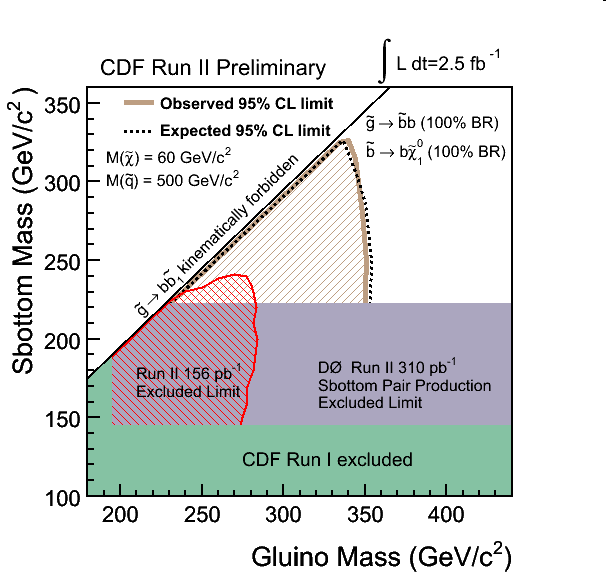 CDF Run II Preliminary
∫ L dt=2.5 fb⁻¹
Observed 95% CL limit
Expected 95% CL limit
M(χ̃) = 60 GeV/c²
M(q̃) = 500 GeV/c²
g̃ → b̃b (100% BR)
b̃ → bχ̃₁⁰ (100% BR)
g̃ → bb̃₁ kinematically forbidden
Run II 156 pb⁻¹
Excluded Limit
DØ Run II 310 pb⁻¹
Sbottom Pair Production
Excluded Limit
CDF Run I excluded
Sbottom Mass (GeV/c²)
350
300
250
200
150
100
200 250 300 350 400
Gluino Mass (GeV/c²)